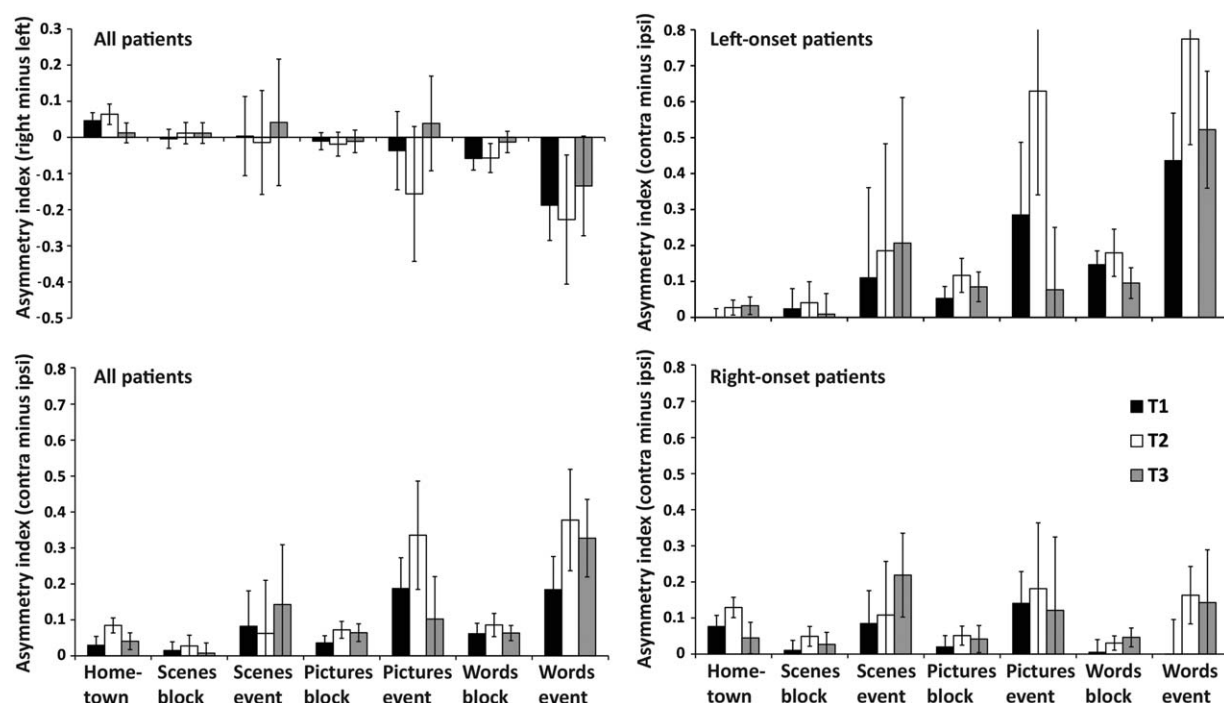 All patients
Asymmetry index (right minus left)
0.3
0.2
0.1
0
-0.1
-0.2
-0.3
-0.4
-0.5
Left-onset patients
Asymmetry index (contra minus ipsi)
0.8
0.7
0.6
0.5
0.4
0.3
0.2
0.1
0
All patients
Asymmetry index (contra minus ipsi)
0.8
0.7
0.6
0.5
0.4
0.3
0.2
0.1
0
Home- Scenes Scenes Pictures Pictures Words Words
town block event block event block event
Right-onset patients
Asymmetry index (contra minus ipsi)
0.8
0.7
0.6
0.5
0.4
0.3
0.2
0.1
0
T1
T2
T3
Home- Scenes Scenes Pictures Pictures Words Words
town block event block event block event